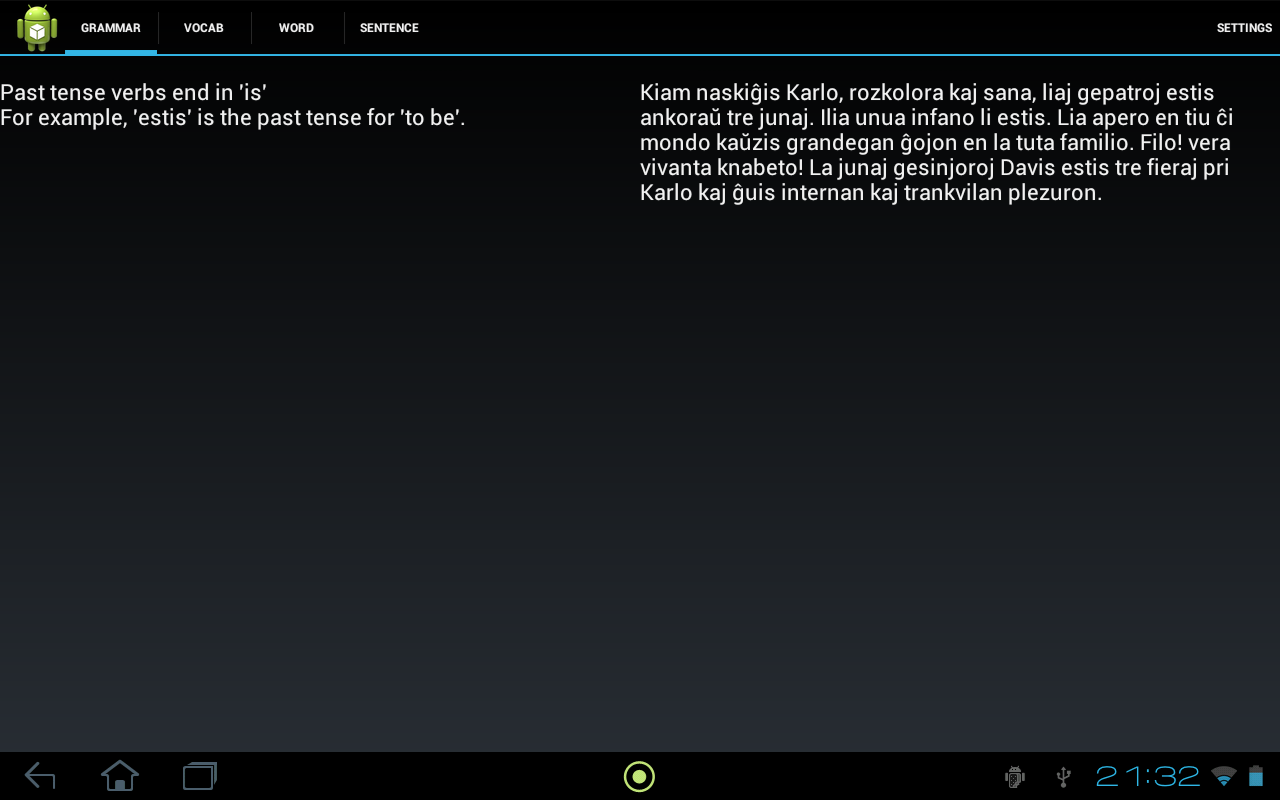 GRAMMAR VOCAB WORD SENTENCE SETTINGS
Past tense verbs end in 'is'
For example, 'estis' is the past tense for 'to be'.
Kiam naskiĝis Karlo, rozkolora kaj sana, liaj gepatroj estis
ankoraŭ tre junaj. Ilia unua infano li estis. Lia apero en tiu ĉi
mondo kaŭzis grandegan ĝojon en la tuta familio. Filo! vera
vivanta knabeto! La junaj gesinjoroj Davis estis tre fieraj pri
Karlo kaj ĝuis internan kaj trankvilan plezuron.
21:32